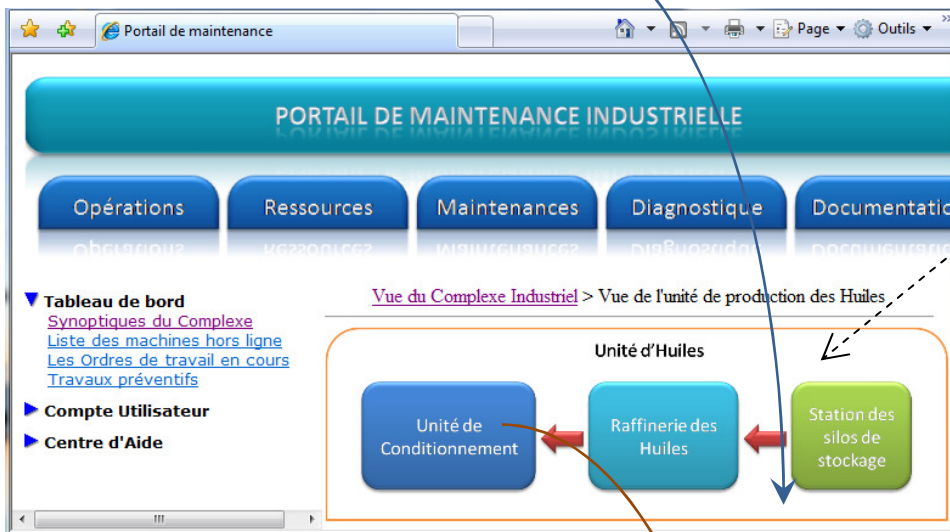 Portail de maintenance
Page
Outils
»
PORTAIL DE MAINTENANCE INDUSTRIELLE
Opérations Ressources Maintenances Diagnostique Documentatio
Tableau de bord
Synoptiques du Complexe
Liste des machines hors ligne
Les Ordres de travail en cours
Travaux préventifs
Compte Utilisateur
Centre d'Aide
Vue du Complexe Industriel > Vue de l'unité de production des Huiles
Unité d'Huiles
Unité de
Conditionnement
Raffinerie des
Huiles
Station des
silos de
stockage